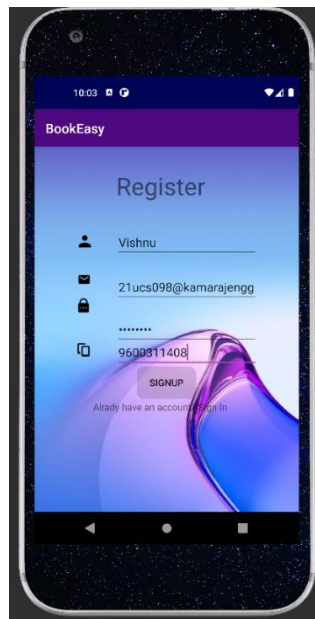 10:03
BookEasy
Register
Vishnu
21ucs098@kamarajengg
••••••••
9600311408
SIGNUP
Alrady have an account? Sign In